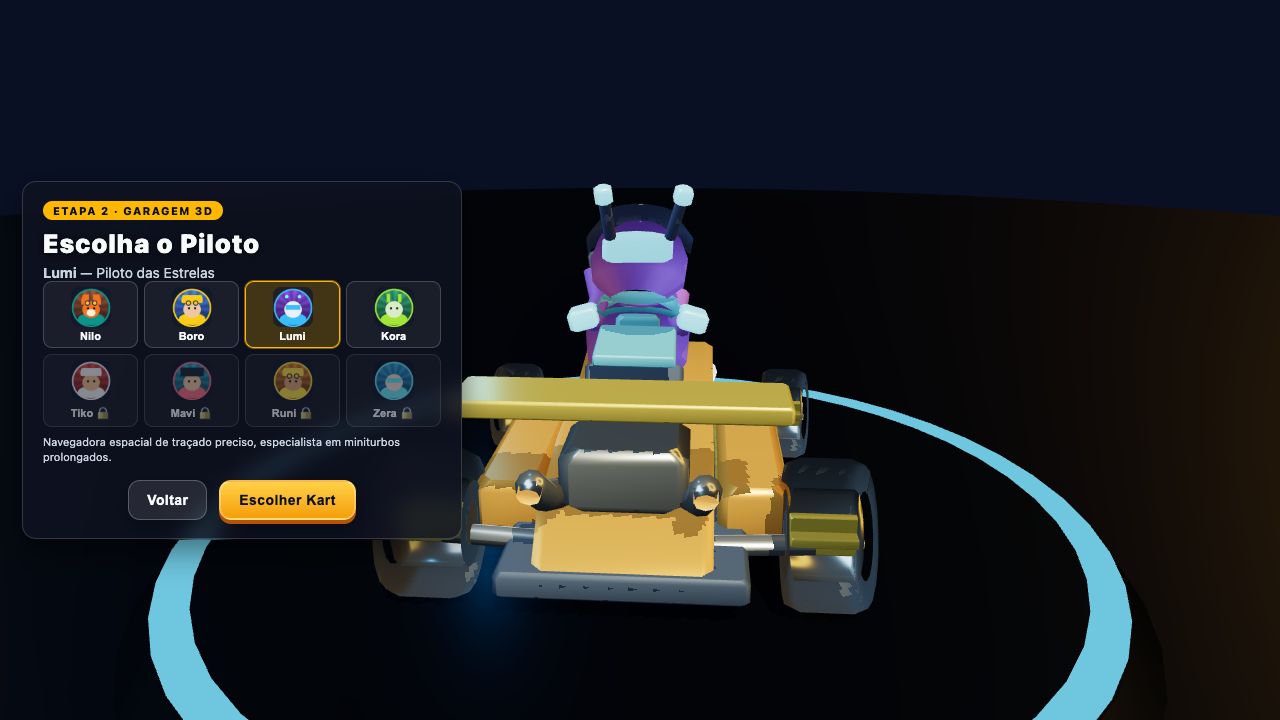 ETAPA 2 · GARAGEM 3D
Escolha o Piloto
Lumi — Piloto das Estrelas
Nilo
Boro
Lumi
Kora
Tiko 🔒
Mavi 🔒
Runi 🔒
Zera 🔒
Navegadora espacial de traçado preciso, especialista em miniturbos
prolongados.
Voltar
Escolher Kart